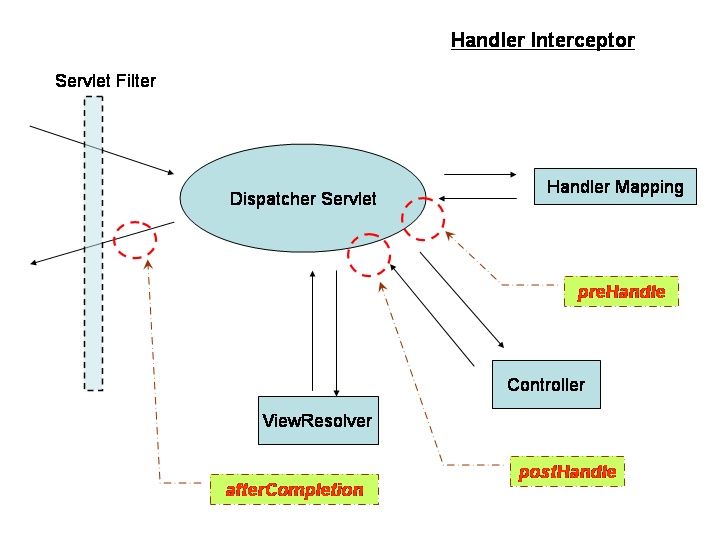 Handler Interceptor
Servlet Filter
Dispatcher Servlet
Handler Mapping
preHandle
Controller
ViewResolver
postHandle
afterCompletion